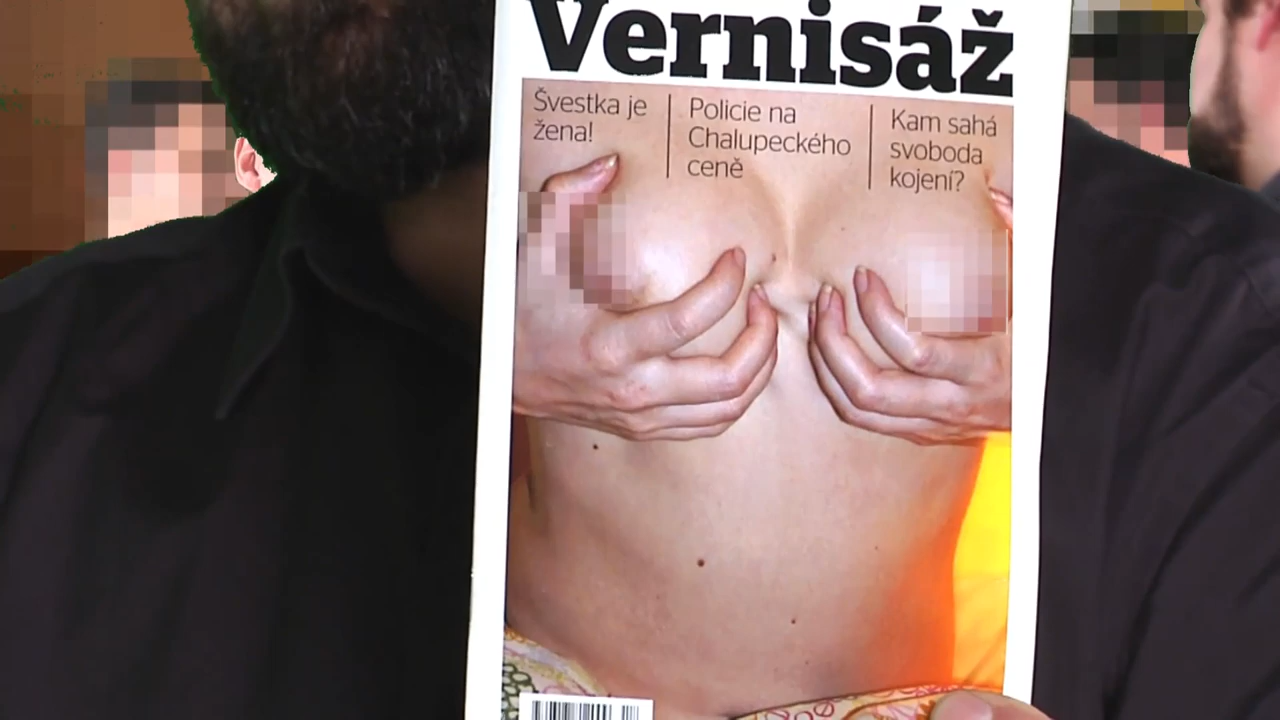 Vernisáž
Švestka je
žena!
Policie na
Chalupeckého
ceně
Kam sahá
svoboda
kojení?